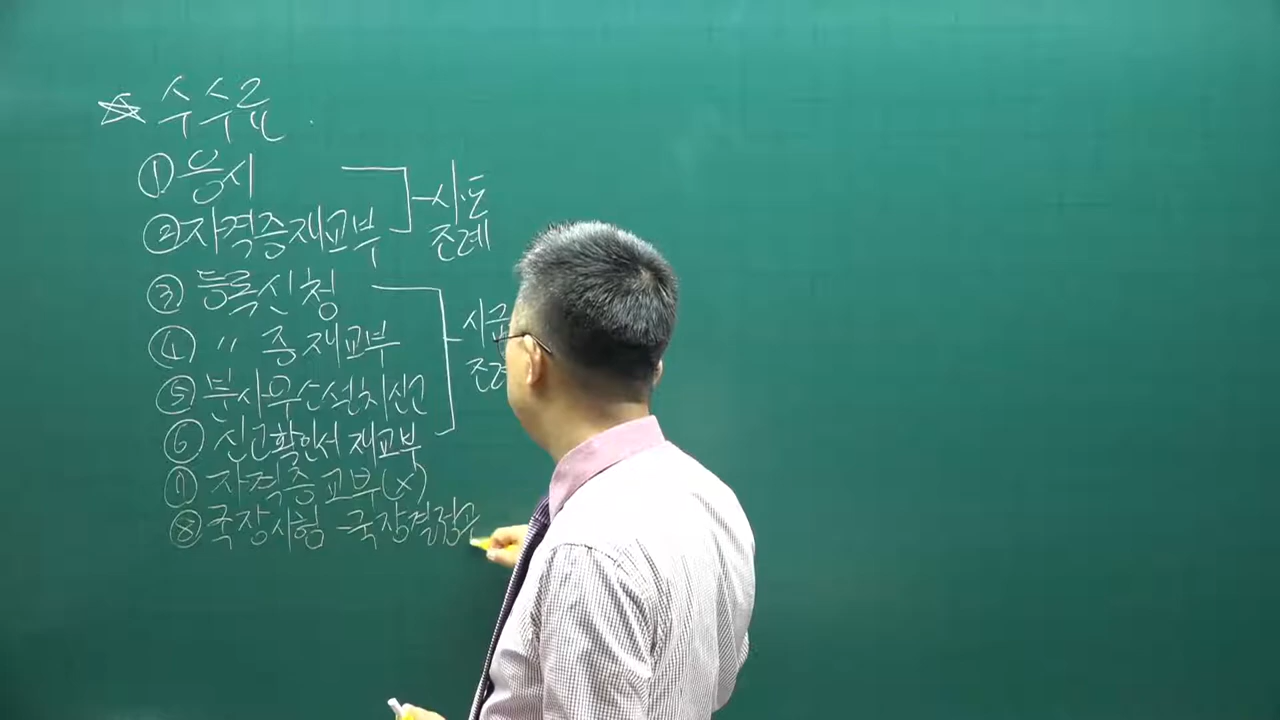 ☆ 수수료
① 응시
② 자격증재교부
시·도
조례
③ 등록신청
④ 〃 증재교부
⑤ 분사무소설치신고
⑥ 신고확인서 재교부
시군
조례
⑦ 자격증교부(x)
⑧ 국장시험 - 국장결정공